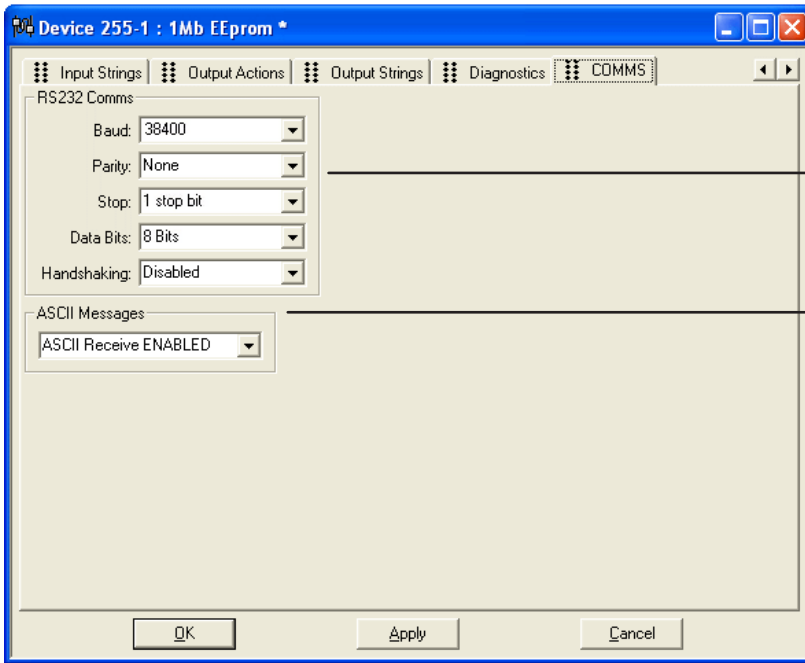 Device 255-1 : 1Mb EEprom *
Input Strings Output Actions Output Strings Diagnostics COMMS
RS232 Comms
Baud: 38400
Parity: None
Stop: 1 stop bit
Data Bits: 8 Bits
Handshaking: Disabled
ASCII Messages
ASCII Receive ENABLED
OK Apply Cancel